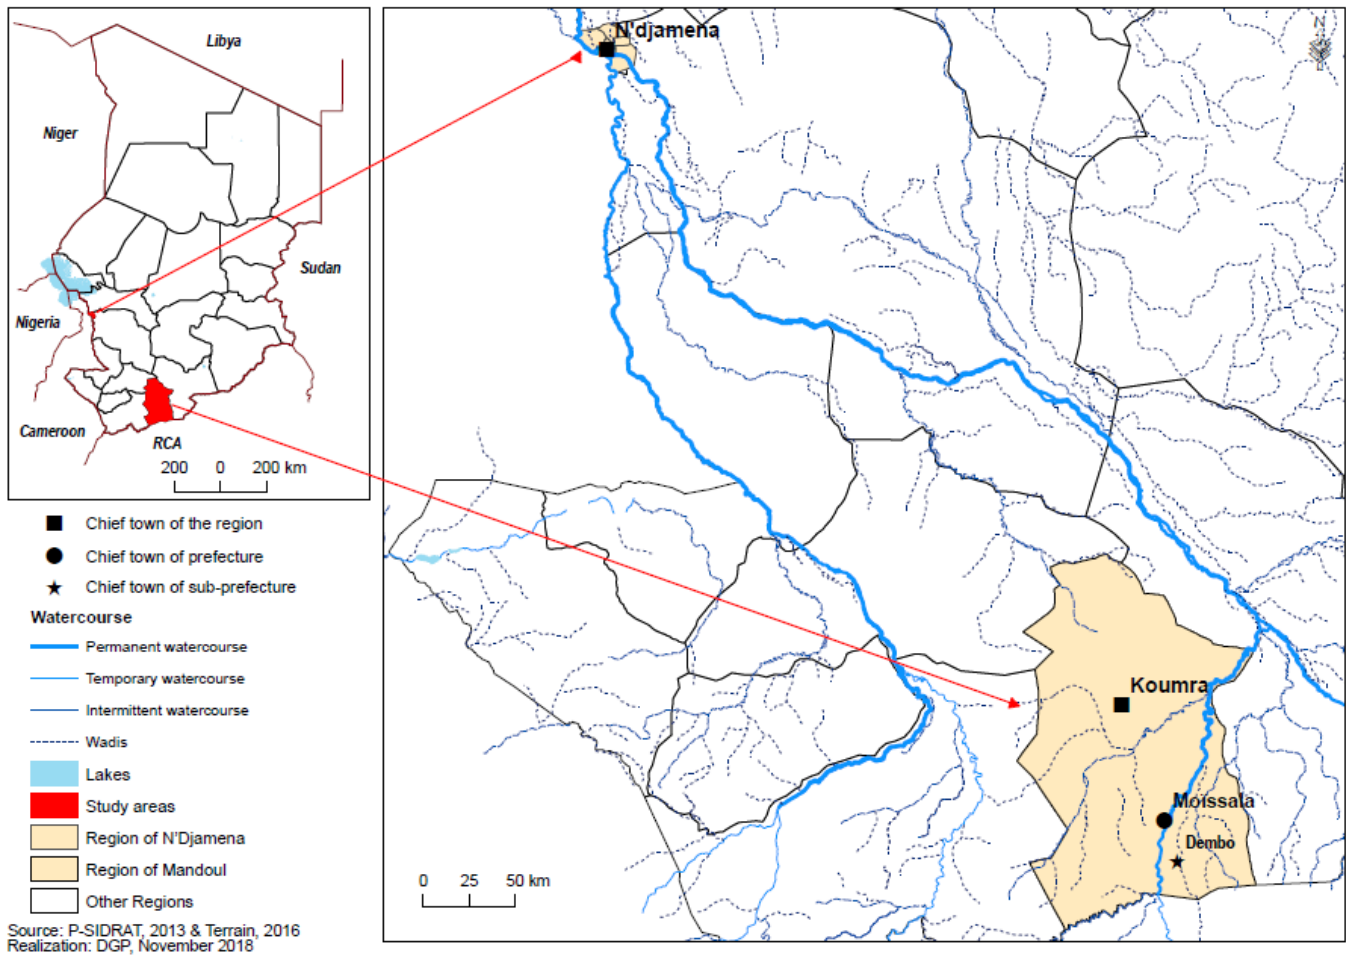 Libya
Niger
Sudan
Nigeria
Cameroon
RCA
200 0 200 km
Chief town of the region
Chief town of prefecture
Chief town of sub-prefecture
Watercourse
Permanent watercourse
Temporary watercourse
Intermittent watercourse
Wadis
Lakes
Study areas
Region of N'Djamena
Region of Mandoul
Other Regions
Source: P-SIDRAT, 2013 & Terrain, 2016
Realization: DGP, November 2018
N'djamena
N
Koumra
Moïssala
Dembo
0 25 50 km